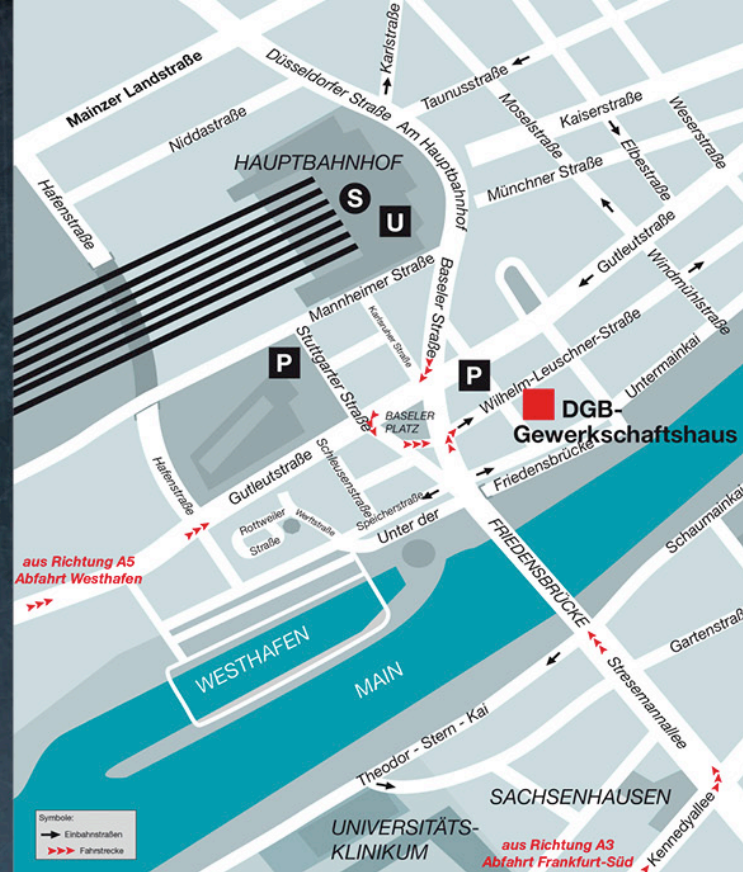 Karlstraße
Mainzer Landstraße
Düsseldorfer Straße
Taunusstraße
Niddastraße
Moselstraße
Kaiserstraße
Weserstraße
Am Hauptbahnhof
Elbestraße
HAUPTBAHNHOF
Münchner Straße
S
U
Hafenstraße
Gutleutstraße
Windmühlstraße
Mannheimer Straße
Baseler Straße
Karlsruher Straße
Stuttgarter Straße
P
P
Wilhelm-Leuschner-Straße
Untermainkai
BASELER
PLATZ
DGB-
Gewerkschaftshaus
Schleusenstraße
Gutleutstraße
Hafenstraße
Friedensbrücke
Speicherstraße
Rottweiler
Straße
Werftstraße
Unter der
Schaumainkai
FRIEDENSBRÜCKE
aus Richtung A5
Abfahrt Westhafen
Gartenstraß
WESTHAFEN
MAIN
Stresemannallee
Theodor - Stern - Kai
SACHSENHAUSEN
UNIVERSITÄTS-
KLINIKUM
Kennedyallee
aus Richtung A3
Abfahrt Frankfurt-Süd
Symbole:
Einbahnstraßen
Fahrstrecke